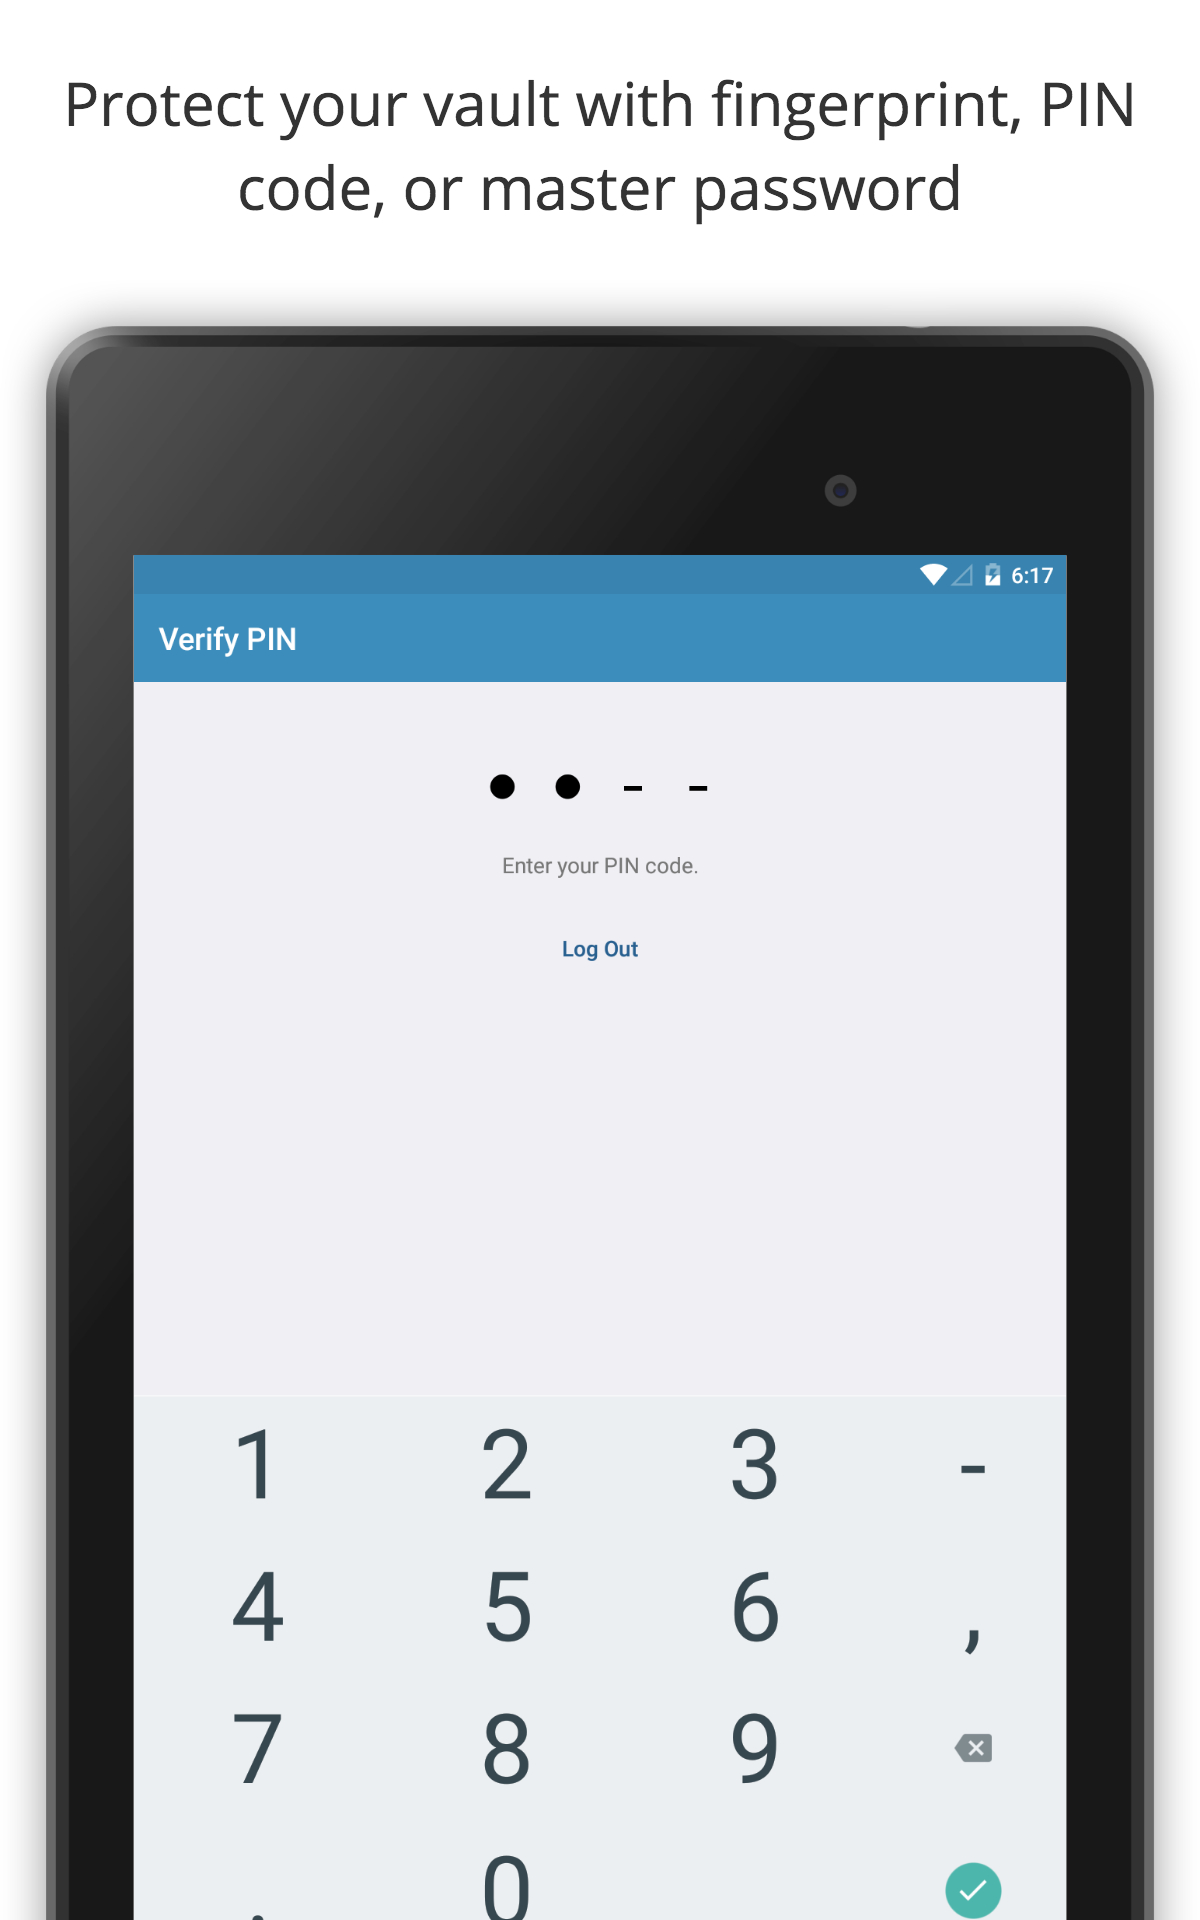 Protect your vault with fingerprint, PIN
code, or master password
6:17
Verify PIN
● ● - -
Enter your PIN code.
Log Out
1 2 3 -
4 5 6 ,
7 8 9
. 0